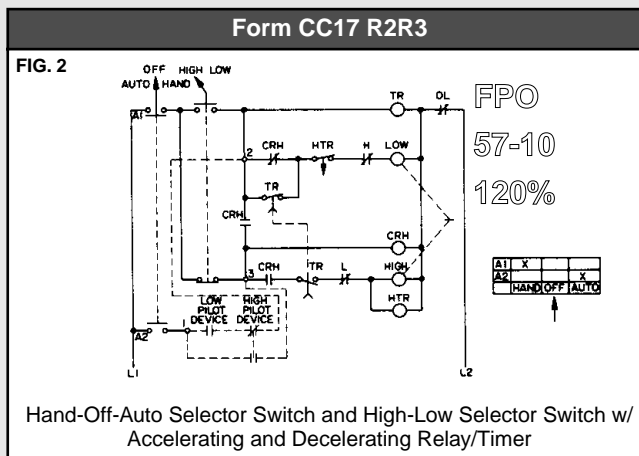 Form CC17 R2R3
FIG. 2
OFF HIGH LOW
AUTO HAND
A1
TR
OL
FPO
2
CRH
HTR
H
LOW
57-10
TR
120%
CRH
CRH
3
CRH
TR
L
HIGH
HTR
A1 X
A2 X
HAND OFF AUTO
LOW PILOT DEVICE
HIGH PILOT DEVICE
A2
1
L1
L2
Hand-Off-Auto Selector Switch and High-Low Selector Switch w/
Accelerating and Decelerating Relay/Timer